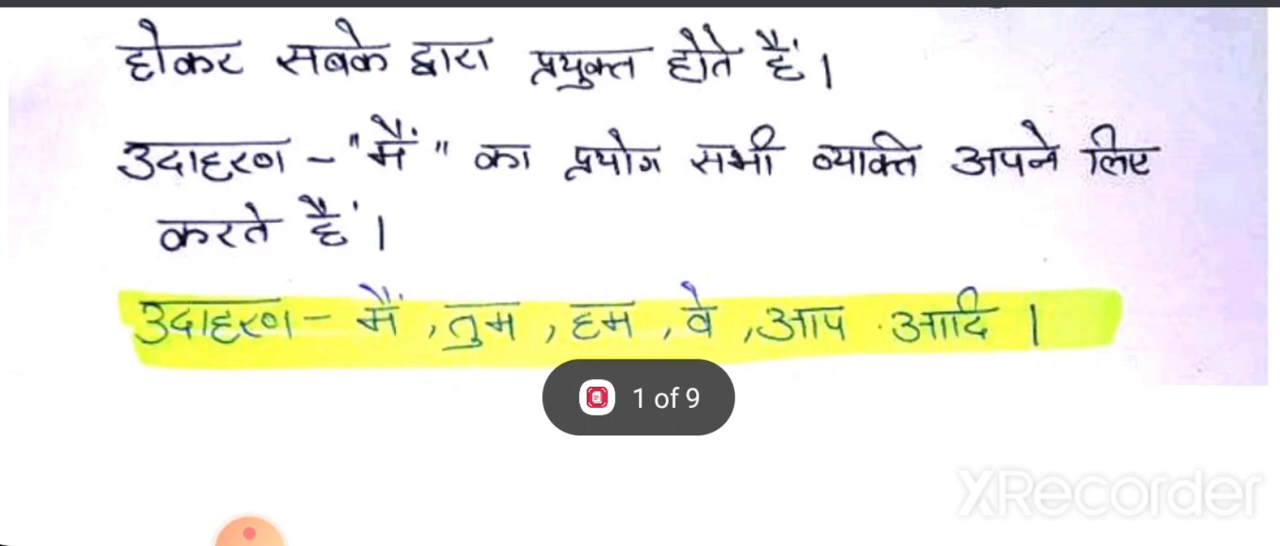 होकर सबके द्वारा प्रयुक्त होते हैं।
उदाहरण - "मैं" का प्रयोग सभी व्यक्ति अपने लिए
करते हैं।
उदाहरण - मैं, तुम, हम, वे, आप आदि।
1 of 9
XRecorder